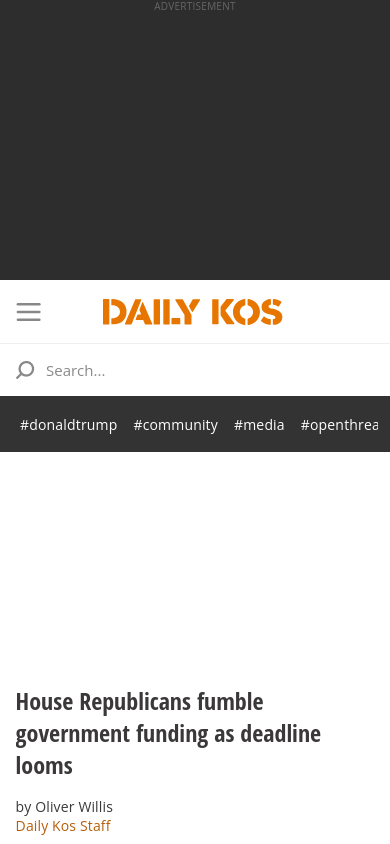 ADVERTISEMENT
DAILY KOS
Search...
#donaldtrump #community #media #openthrea
House Republicans fumble
government funding as deadline
looms
by Oliver Willis
Daily Kos Staff